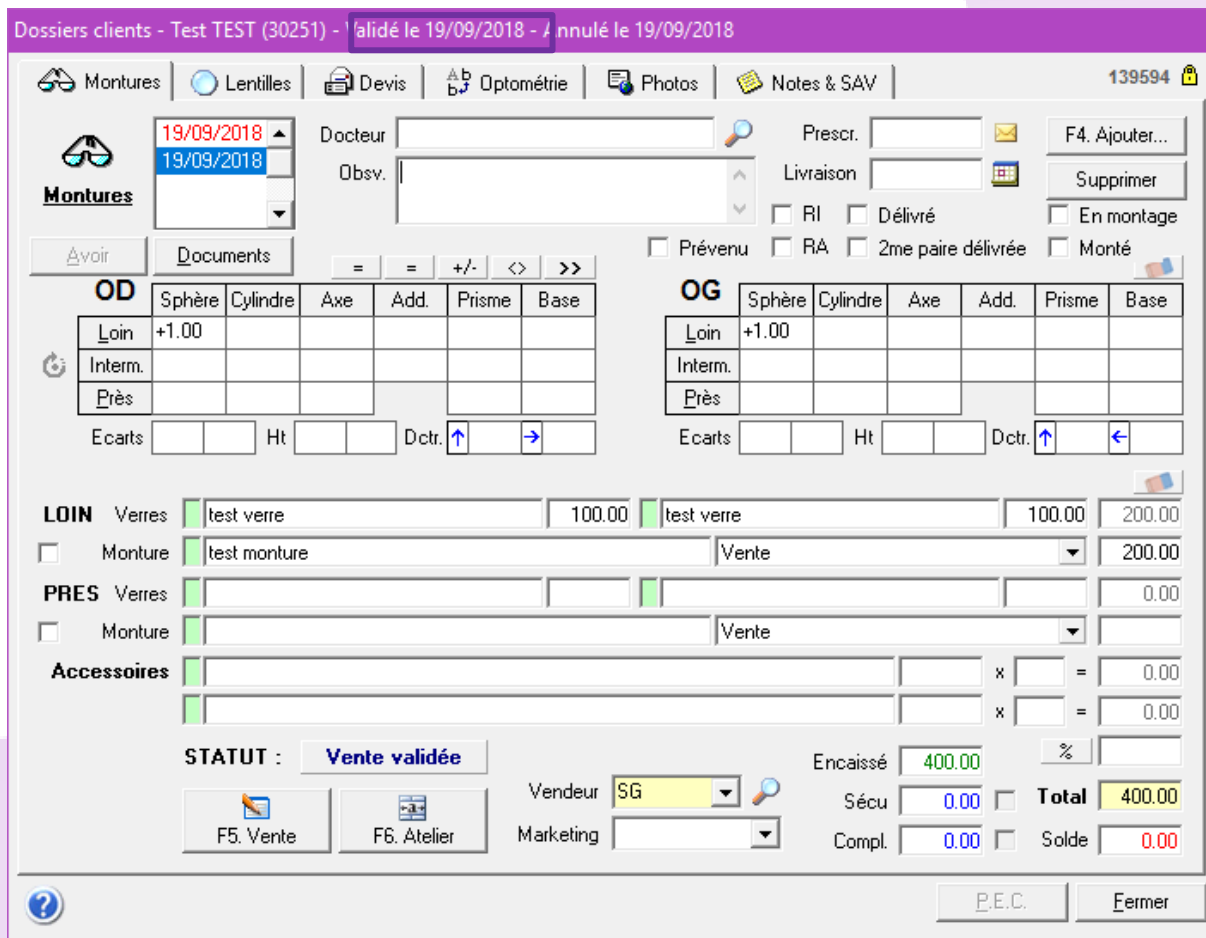 Dossiers clients - Test TEST (30251) - Validé le 19/09/2018 - Annulé le 19/09/2018
Montures Lentilles Devis Optométrie Photos Notes & SAV 139594
19/09/2018 Docteur Prescr. F4. Ajouter...
19/09/2018 Obsv. Livraison Supprimer
Montures
RI Délivré En montage
Prévenu RA 2me paire délivrée Monté
Avoir Documents = = +/- <> >>
OD Sphère Cylindre Axe Add. Prisme Base OG Sphère Cylindre Axe Add. Prisme Base
Loin +1.00 Loin +1.00
Interm. Interm.
Près Près
Ecarts Ht Dctr. Ecarts Ht Dctr.
LOIN Verres test verre 100.00 test verre 100.00 200.00
Monture test monture Vente 200.00
PRES Verres 0.00
Monture Vente
Accessoires x = 0.00
x = 0.00
STATUT : Vente validée Encaissé 400.00 %
Vendeur SG Sécu 0.00 Total 400.00
F5. Vente F6. Atelier Marketing Compl. 0.00 Solde 0.00
P.E.C. Fermer